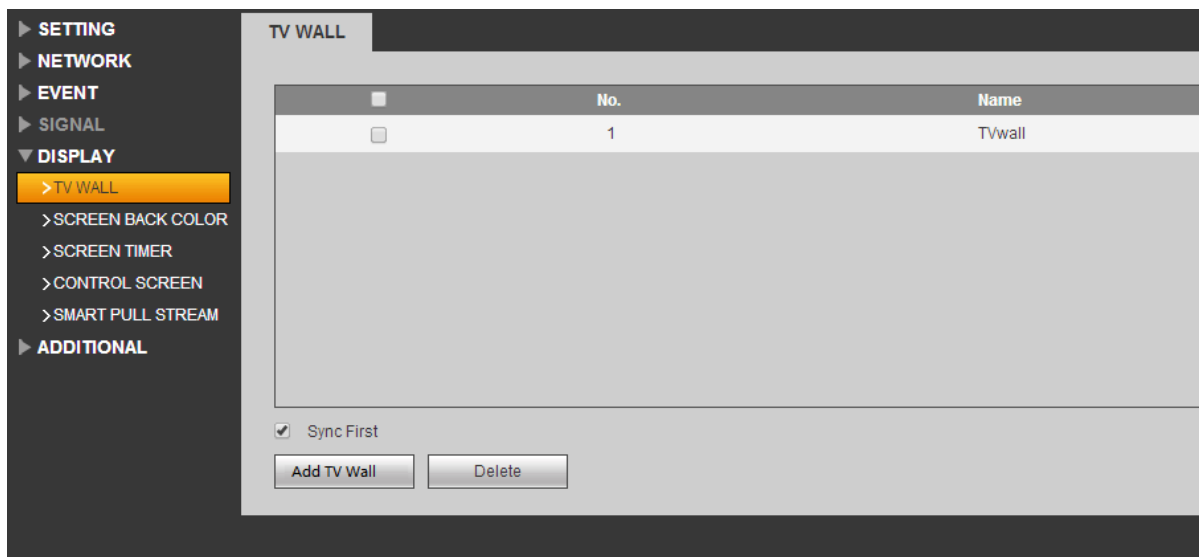 SETTING
NETWORK
EVENT
SIGNAL
DISPLAY
TV WALL
SCREEN BACK COLOR
SCREEN TIMER
CONTROL SCREEN
SMART PULL STREAM
ADDITIONAL
TV WALL
No. Name
1 TVwall
Sync First
Add TV Wall Delete